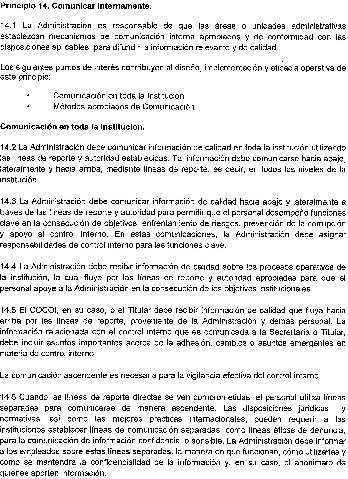 Principio 14. Comunicar Internamente.
14.1 La Administración es responsable de que las áreas o unidades administrativas
establezcan mecanismos de comunicación interna apropiados y de conformidad con las
disposiciones aplicables, para difundir la información relevante y de calidad.
Los siguientes puntos de interés contribuyen al diseño, implementación y eficacia operativa de
este principio:
• Comunicación en toda la Institución
• Métodos apropiados de Comunicación
Comunicación en toda la Institución.
14.2 La Administración debe comunicar información de calidad en toda la institución utilizando
las líneas de reporte y autoridad establecidas. Tal información debe comunicarse hacia abajo,
lateralmente y hacia arriba, mediante líneas de reporte, es decir, en todos los niveles de la
institución.
14.3 La Administración debe comunicar información de calidad hacia abajo y lateralmente a
través de las líneas de reporte y autoridad para permitir que el personal desempeñe funciones
clave en la consecución de objetivos, enfrentamiento de riesgos, prevención de la corrupción
y apoyo al control interno. En estas comunicaciones, la Administración debe asignar
responsabilidades de control interno para las funciones clave.
14.4 La Administración debe recibir información de calidad sobre los procesos operativos de
la institución, la cual fluye por las líneas de reporte y autoridad apropiadas para que el
personal apoye a la Administración en la consecución de los objetivos institucionales.
14.5 El COCOI, en su caso, o el Titular debe recibir información de calidad que fluya hacia
arriba por las líneas de reporte, proveniente de la Administración y demás personal. La
información relacionada con el control interno que es comunicada a la Secretaría o Titular,
debe incluir asuntos importantes acerca de la adhesión, cambios o asuntos emergentes en
materia de control interno.
La comunicación ascendente es necesaria para la vigilancia efectiva del control interno.
14.6 Cuando las líneas de reporte directas se ven comprometidas, el personal utiliza líneas
separadas para comunicarse de manera ascendente. Las disposiciones jurídicas y
normativas, así como las mejores prácticas internacionales, pueden requerir a las
instituciones establecer líneas de comunicación separadas, como líneas éticas de denuncia,
para la comunicación de información confidencial o sensible. La Administración debe informar
a los empleados sobre estas líneas separadas, la manera en que funcionan, cómo utilizarlas y
cómo se mantendrá la confidencialidad de la información y, en su caso, el anonimato de
quienes aporten información.